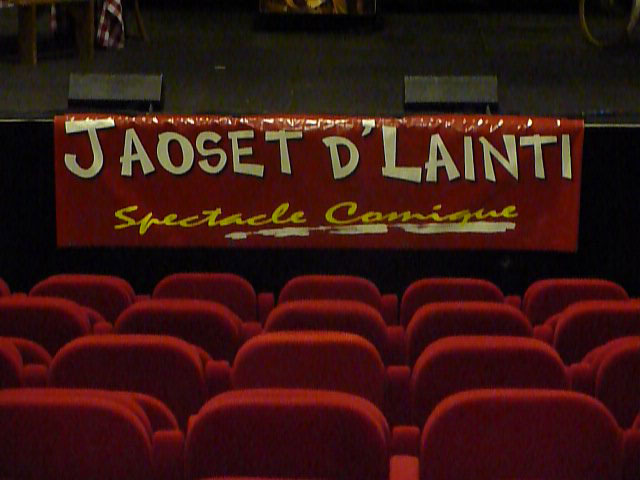 JAOSET D'LAINTI
Spectacle Comique